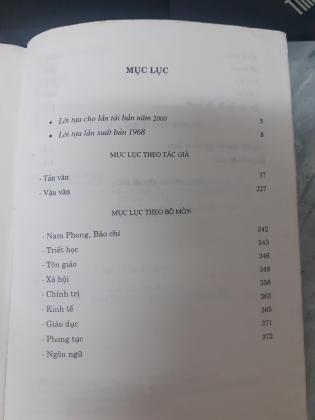 MỤC LỤC
• Lời tựa cho lần tái bản năm 2000 5
• Lời tựa lần xuất bản 1968 8
MỤC LỤC THEO TÁC GIẢ
- Tản văn 37
- Vận văn 227
MỤC LỤC THEO BỘ MÔN
- Nam Phong, Báo chí 342
- Triết học 343
- Tôn giáo 346
- Xã hội 348
- Chính trị 356
- Kinh tế 363
- Giáo dục 365
- Phong tục 371
- Ngôn ngữ 372